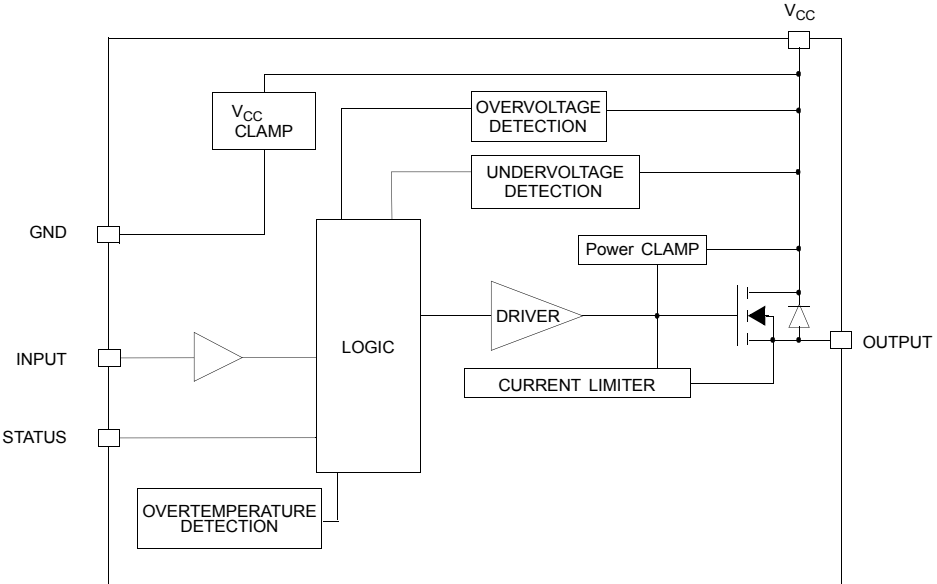 VCC
VCC
CLAMP
OVERVOLTAGE
DETECTION
UNDERVOLTAGE
DETECTION
GND
Power CLAMP
DRIVER
LOGIC
INPUT
OUTPUT
CURRENT LIMITER
STATUS
OVERTEMPERATURE
DETECTION